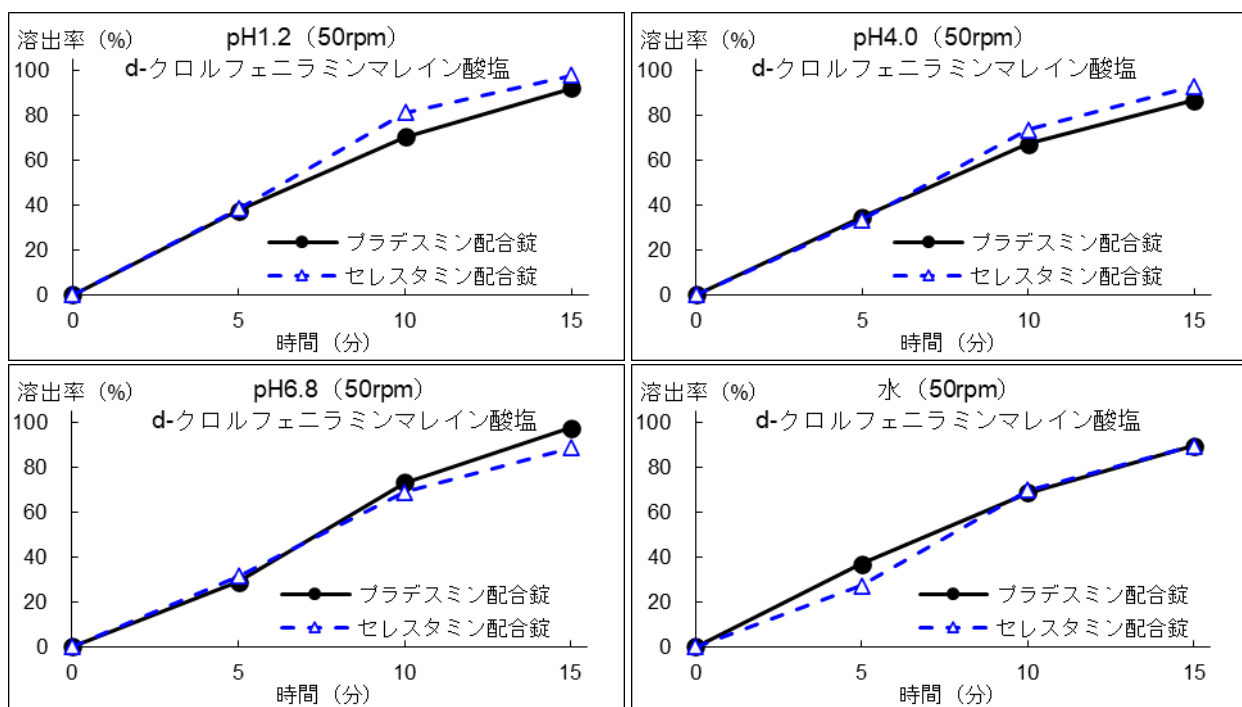 溶出率 (%)
pH1.2（50rpm）
d-クロルフェニラミンマレイン酸塩
100
80
60
40
20
0
プラデスミン配合錠
セレスタミン配合錠
0 5 10 15
時間（分）
溶出率 (%)
pH4.0（50rpm）
d-クロルフェニラミンマレイン酸塩
100
80
60
40
20
0
プラデスミン配合錠
セレスタミン配合錠
0 5 10 15
時間（分）
溶出率 (%)
pH6.8（50rpm）
d-クロルフェニラミンマレイン酸塩
100
80
60
40
20
0
プラデスミン配合錠
セレスタミン配合錠
0 5 10 15
時間（分）
溶出率 (%)
水（50rpm）
d-クロルフェニラミンマレイン酸塩
100
80
60
40
20
0
プラデスミン配合錠
セレスタミン配合錠
0 5 10 15
時間（分）